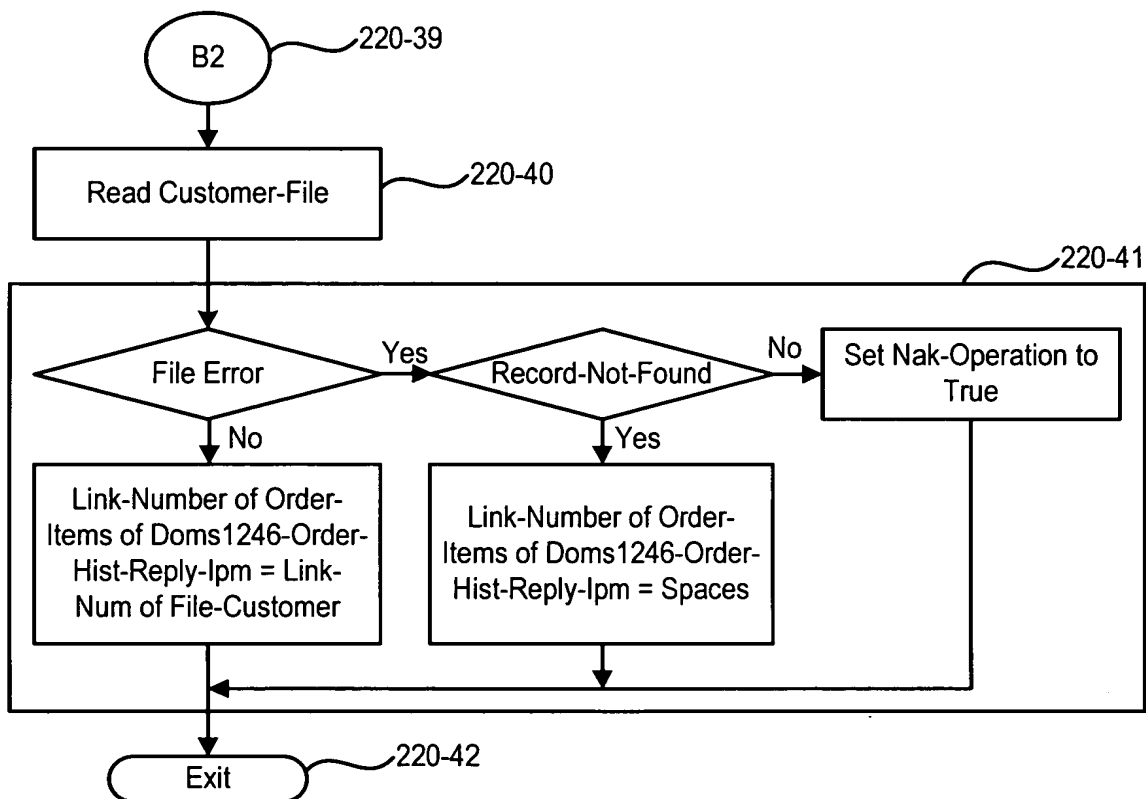 B2
220-39
Read Customer-File
220-40
220-41
File Error
Yes
Record-Not-Found
No
Set Nak-Operation to
True
No
Yes
Link-Number of Order-
Items of Doms1246-Order-
Hist-Reply-Ipm = Link-
Num of File-Customer
Link-Number of Order-
Items of Doms1246-Order-
Hist-Reply-Ipm = Spaces
Exit
220-42